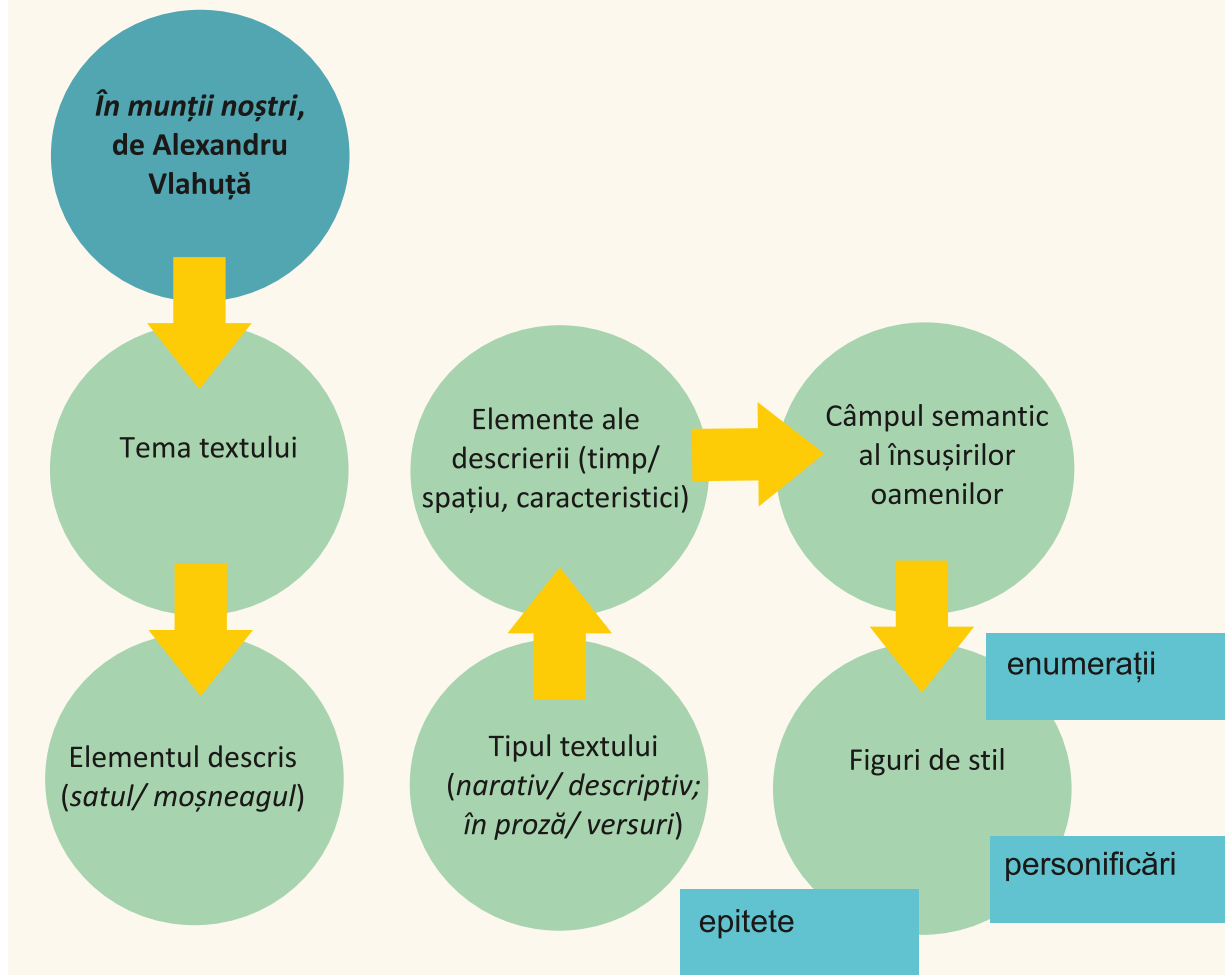 În munții noștri,
de Alexandru
Vlahuță
Tema textului
Elementul descris
(satul/ moșneagul)
Tipul textului
(narativ/ descriptiv;
în proză/ versuri)
Elemente ale
descrierii (timp/
spațiu, caracteristici)
Câmpul semantic
al însușirilor
oamenilor
Figuri de stil
enumerații
personificări
epitete